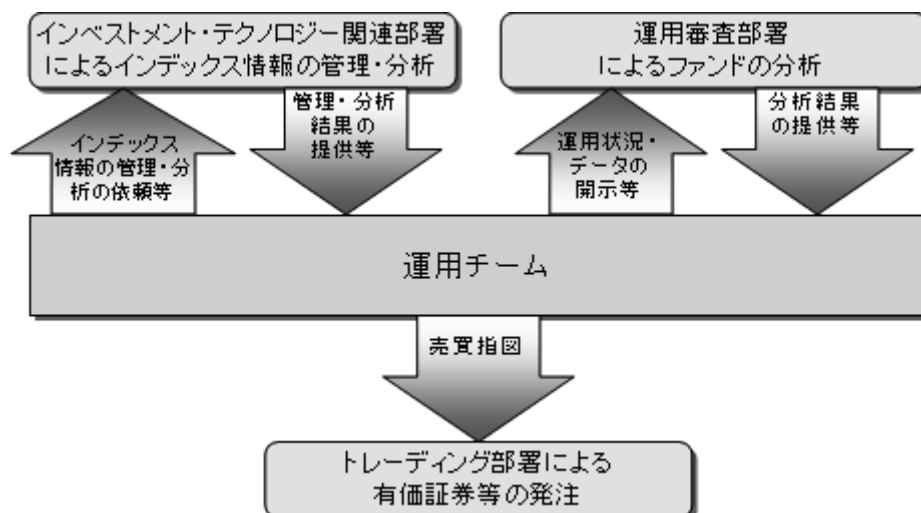 インベストメント・テクノロジー関連部署
によるインデックス情報の管理・分析
運用審査部署
によるファンドの分析
インデックス
情報の管理・分
析の依頼等
管理・分析
結果の
提供等
運用状況・
データの
開示等
分析結果
の提供等
運用チーム
売買指図
トレーディング部署による
有価証券等の発注